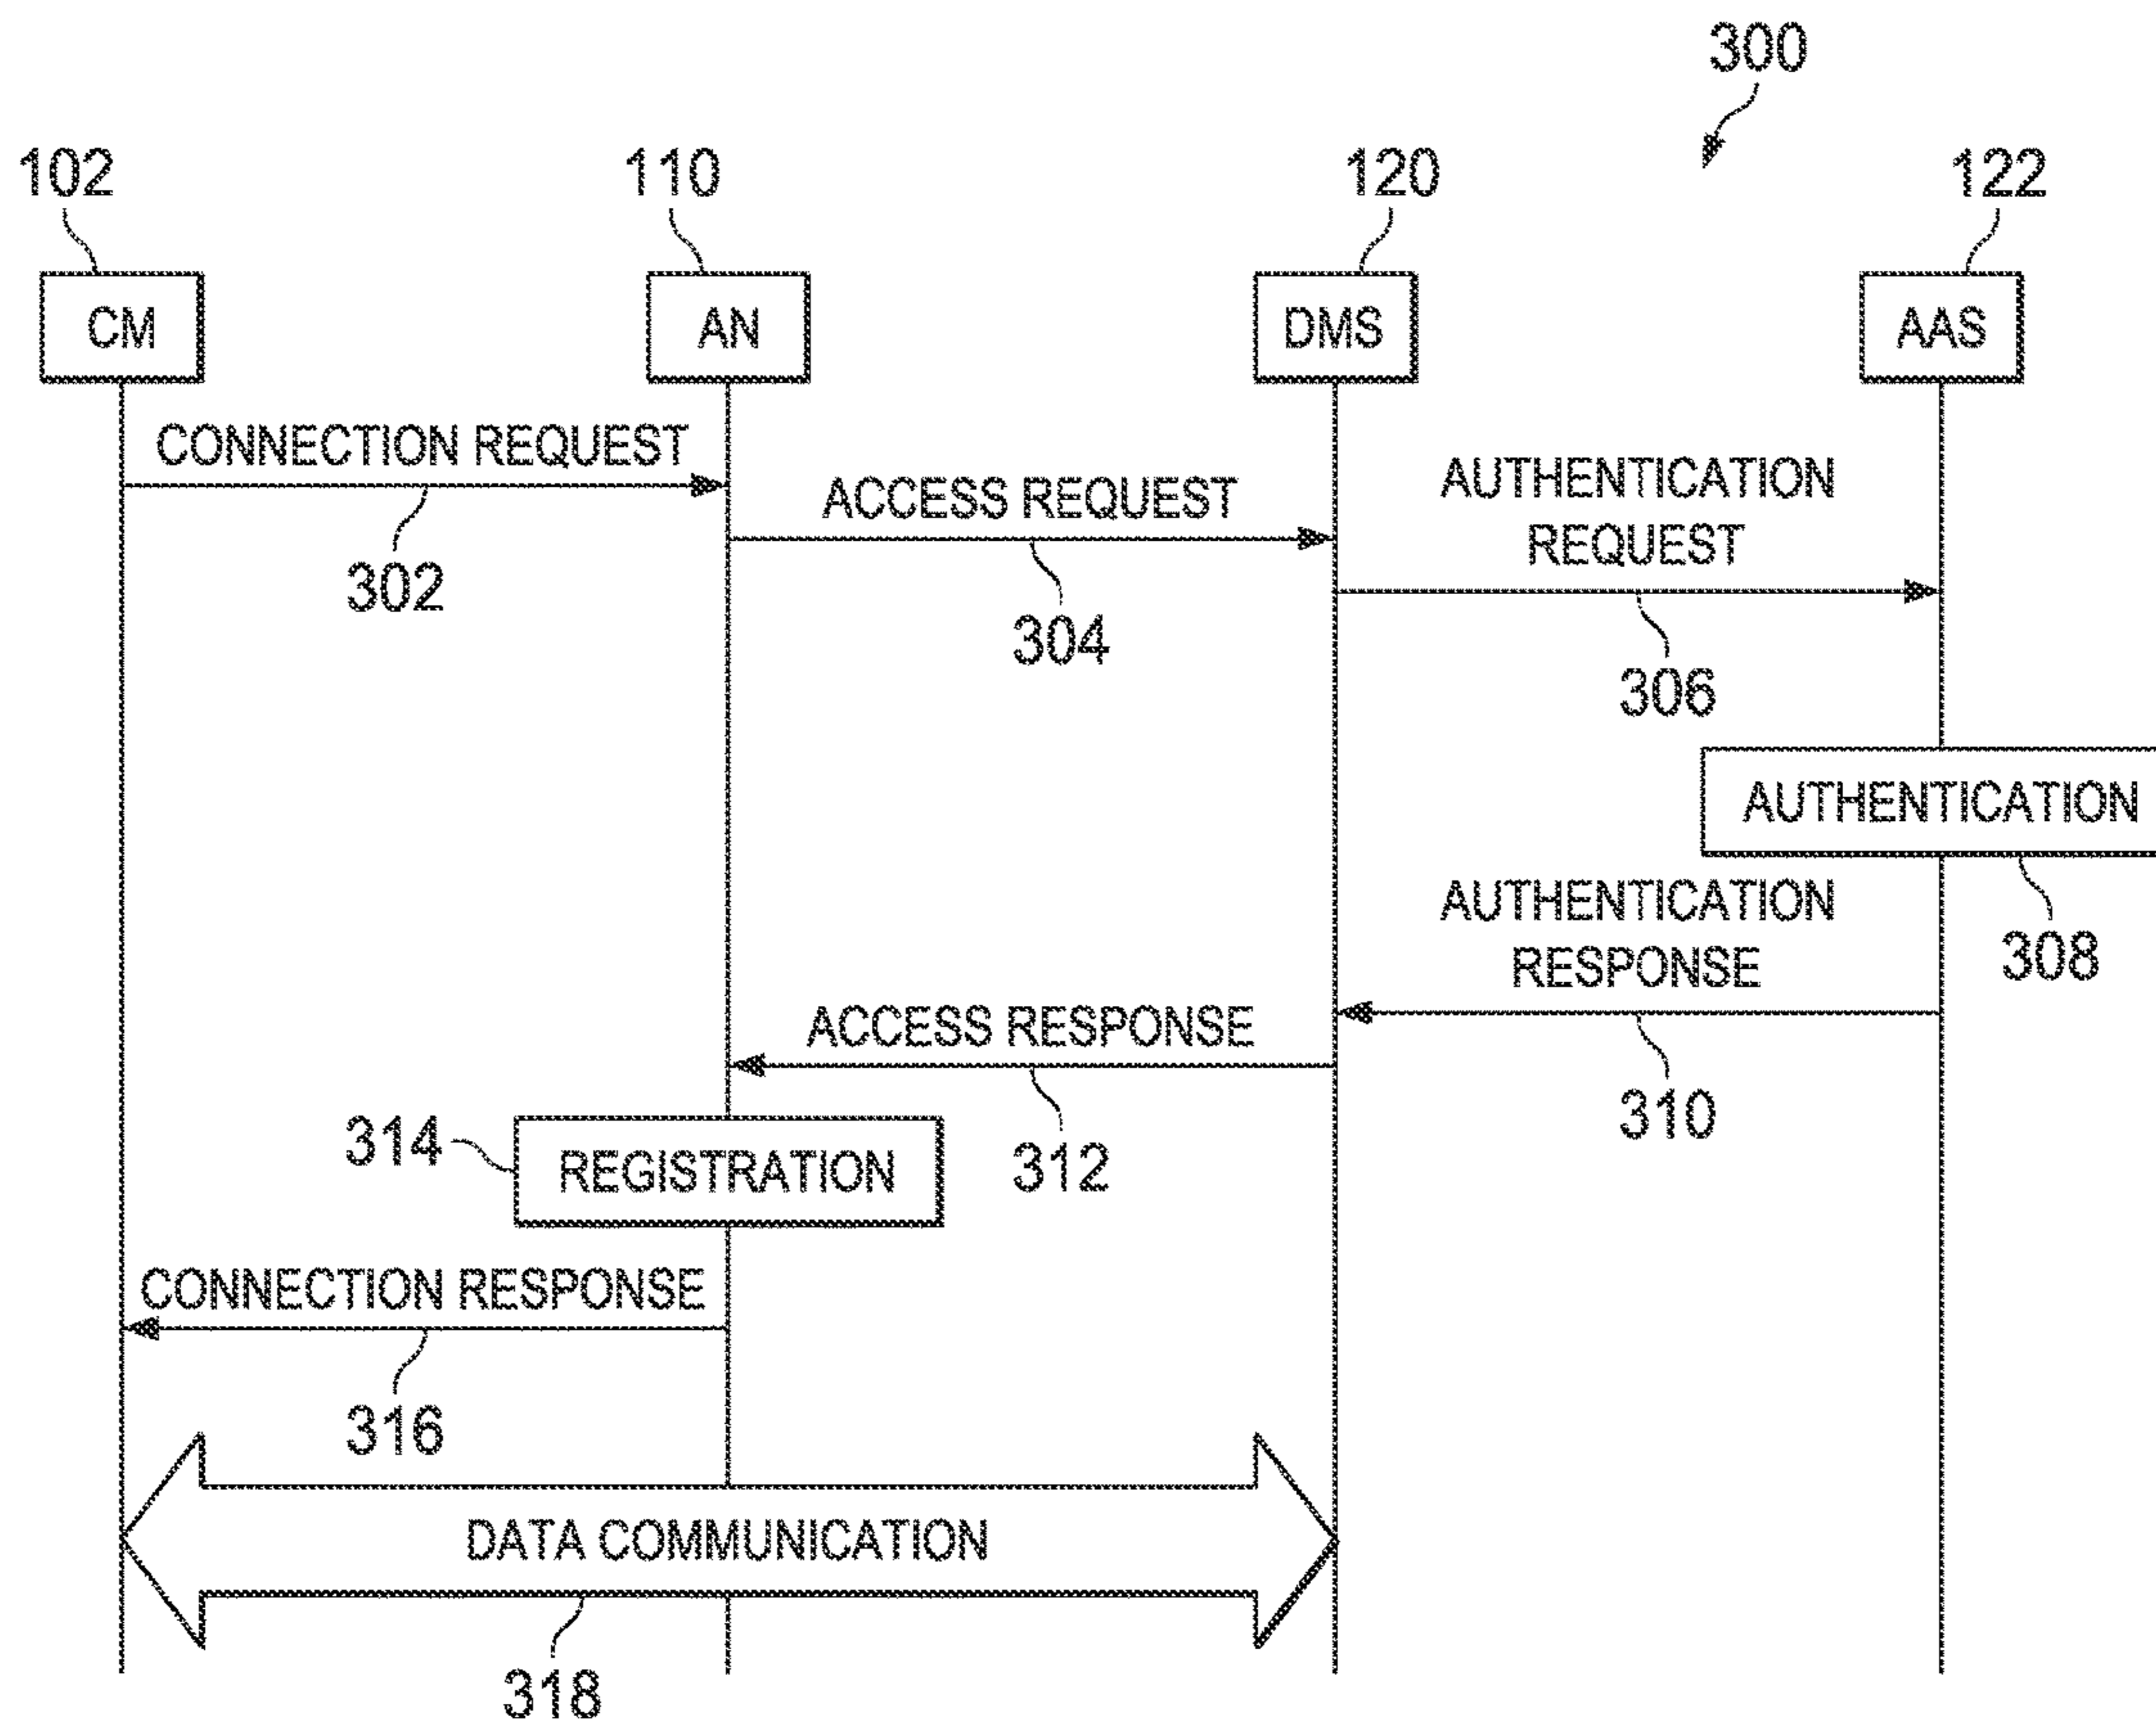 300
102
110
120
122
CM
AN
DMS
AAS
CONNECTION REQUEST
302
ACCESS REQUEST
304
AUTHENTICATION
REQUEST
306
AUTHENTICATION
308
AUTHENTICATION
RESPONSE
310
ACCESS RESPONSE
312
314
REGISTRATION
CONNECTION RESPONSE
316
DATA COMMUNICATION
318